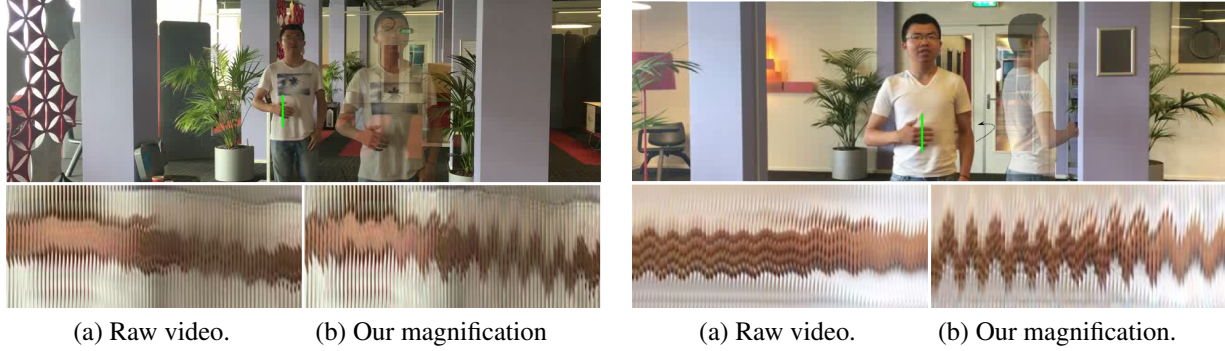 (a) Raw video.
(b) Our magnification
(a) Raw video.
(b) Our magnification.